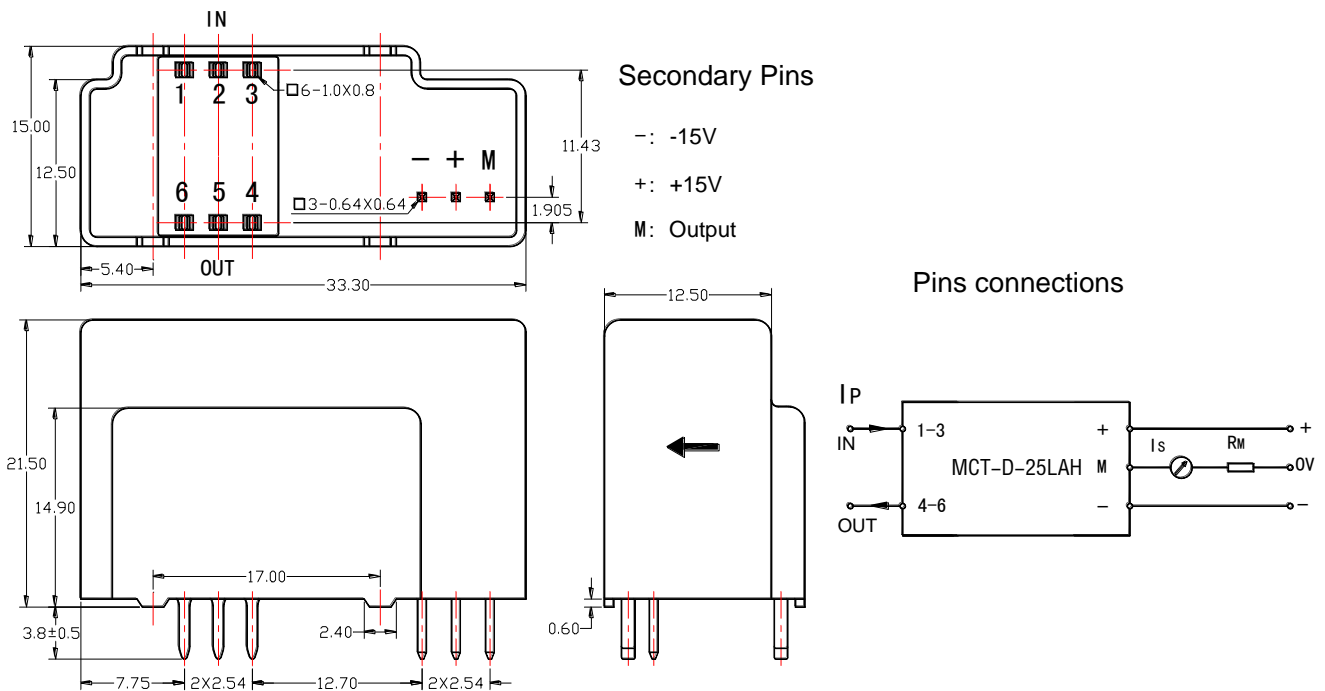 IN
1 2 3
□6-1.0X0.8
15.00
12.50
11.43
- + M
6 5 4
□3-0.64X0.64
1.905
OUT
5.40
33.30
Secondary Pins
-: -15V
+: +15V
M: Output
Pins connections
21.50
14.90
17.00
3.8±0.5
2.40
7.75
2X2.54
12.70
2X2.54
12.50
0.60
IP
IN
1-3
+
IS
RM
+
MCT-D-25LAH
M
0V
OUT
4-6
-
-